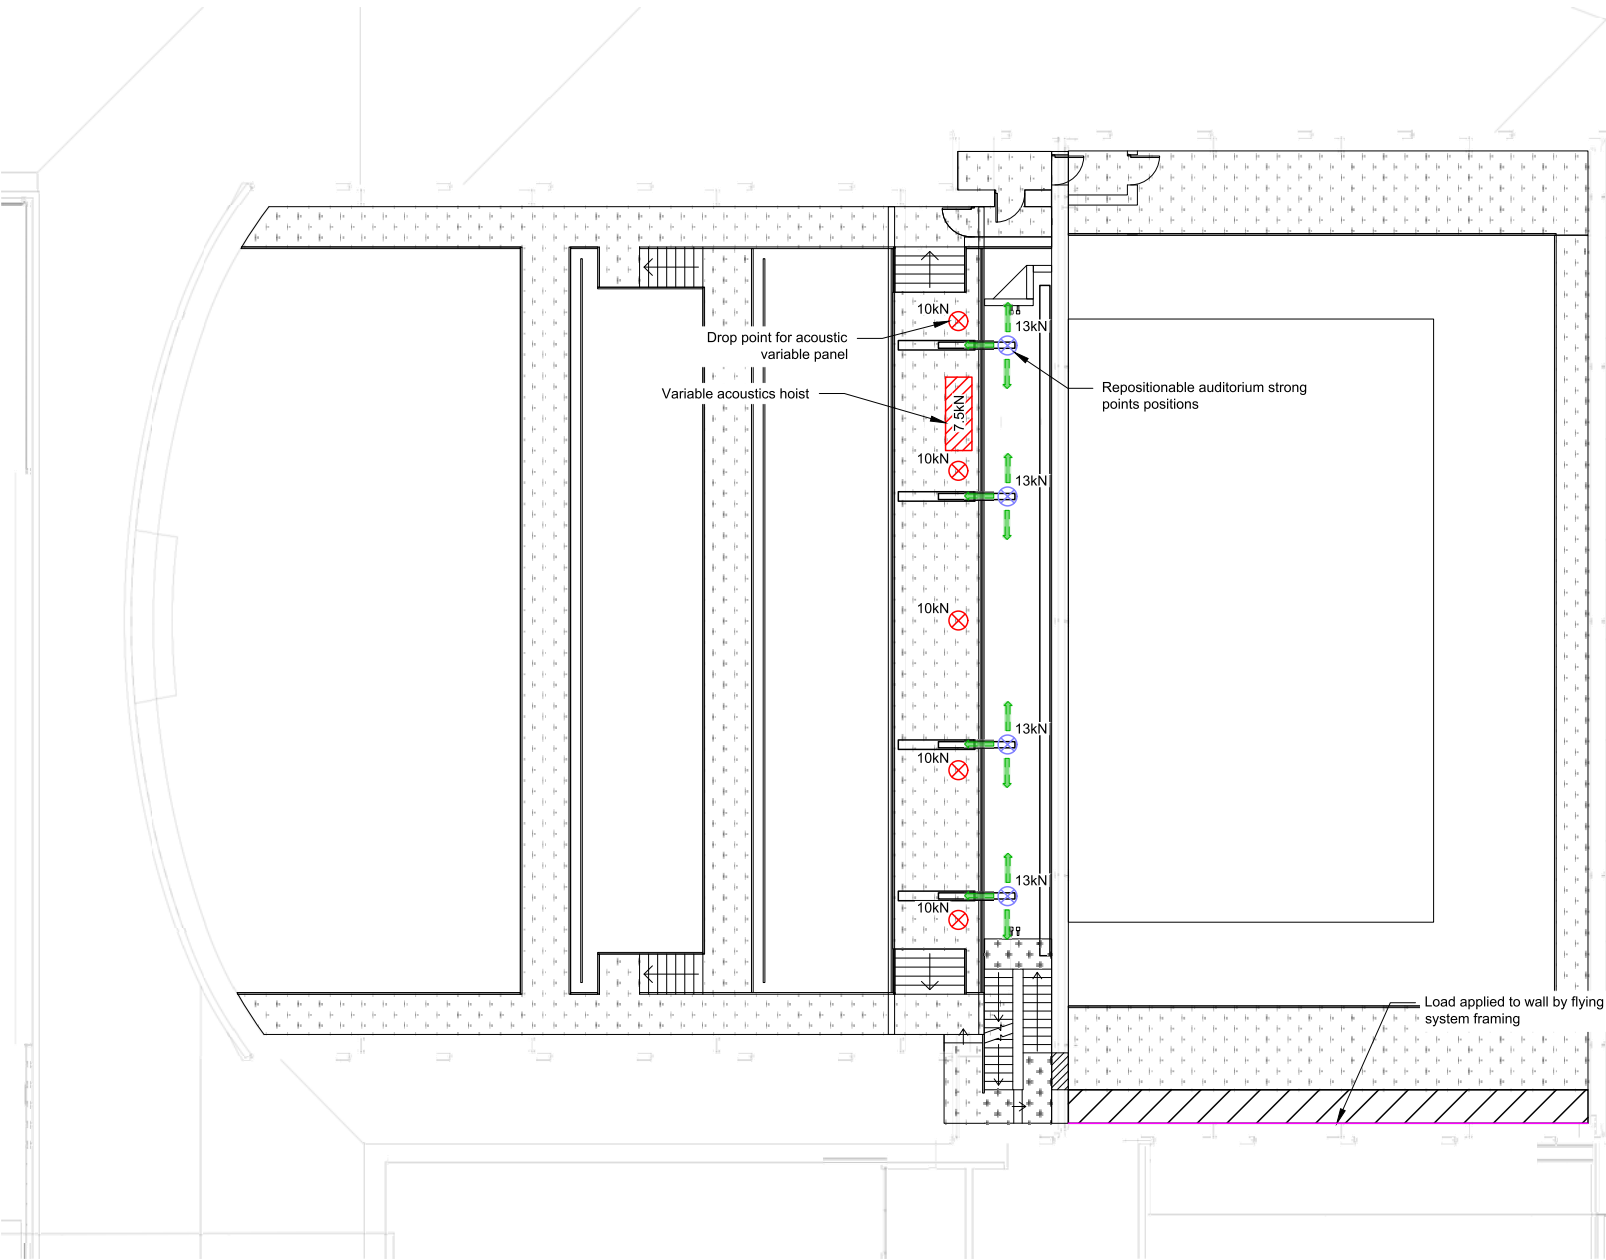 10kN
13kN
Drop point for acoustic
variable panel
Variable acoustics hoist
7.5kN
Repositionable auditorium strong
points positions
10kN
13kN
10kN
13kN
10kN
13kN
10kN
Load applied to wall by flying
system framing